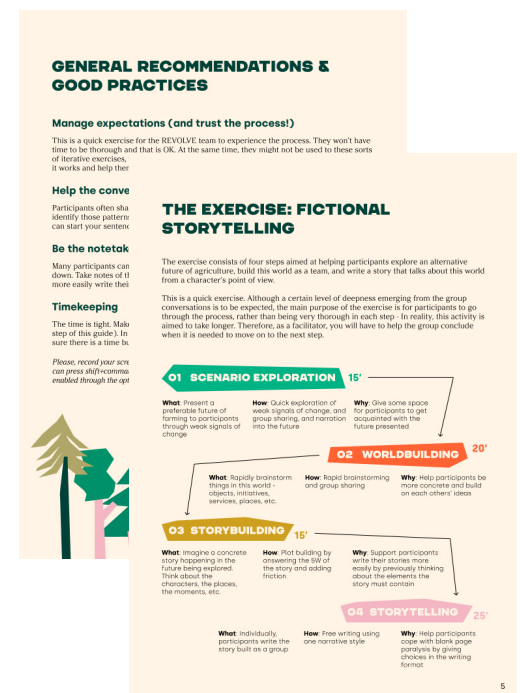 GENERAL RECOMMENDATIONS &
GOOD PRACTICES
Manage expectations (and trust the process!)
This is a quick exercise for the REVOLVE team to experience the process. They won't have
time to be thorough and that is OK. At the same time, they might not be used to these sorts
of iterative exercises,
it works and help
Help the
Participants often
identify those
can start your
Be the
Many participants can
down. Take notes of
more easily write
Timekeeping
The time is tight.
step of this guide). In
sure there is a time
Please, record your
can press
enabled through the
THE EXERCISE: FICTIONAL
STORYTELLING
The exercise consists of four steps aimed at helping participants explore an alternative
future of agriculture, build this world as a team, and write a story that talks about this world
from a character's point of view.
This is a quick exercise. Although a certain level of deepness emerging from the group
conversations is to be expected, the main purpose of the exercise is for participants to go
through the process, rather than being very thorough in each step - In reality, this activity is
aimed to take longer. Therefore, as a facilitator, you will have to help the group conclude
when it is needed to move on to the next step.
01 SCENARIO EXPLORATION 15'
What: Present a
preferable future of
farming to participants
through weak signals of
change
How: Quick exploration of
weak signals of change, and
group sharing, and narration
into the future
Why: Give some space
for participants to get
acquainted with the
future presented
02 WORLDBUILDING 20'
What: Rapidly brainstorm
things in this world -
objects, initiatives,
services, places, etc.
How: Rapid brainstorming
and group sharing
Why: Help participants be
more concrete and build
on each others' ideas
03 STORYBUILDING 15'
What: Imagine a concrete
story happening in the
future being explored.
Think about the
characters, the places,
the moments, etc.
How: Plot building by
answering the 5W of
the story and adding
friction
Why: Support participants
write their stories more
easily by previously thinking
about the elements the
story must contain
04 STORYTELLING 25'
What: Individually,
participants write the
story built as a group
How: Free writing using
one narrative style
Why: Help participants
cope with blank page
paralysis by giving
choices in the writing
format
5